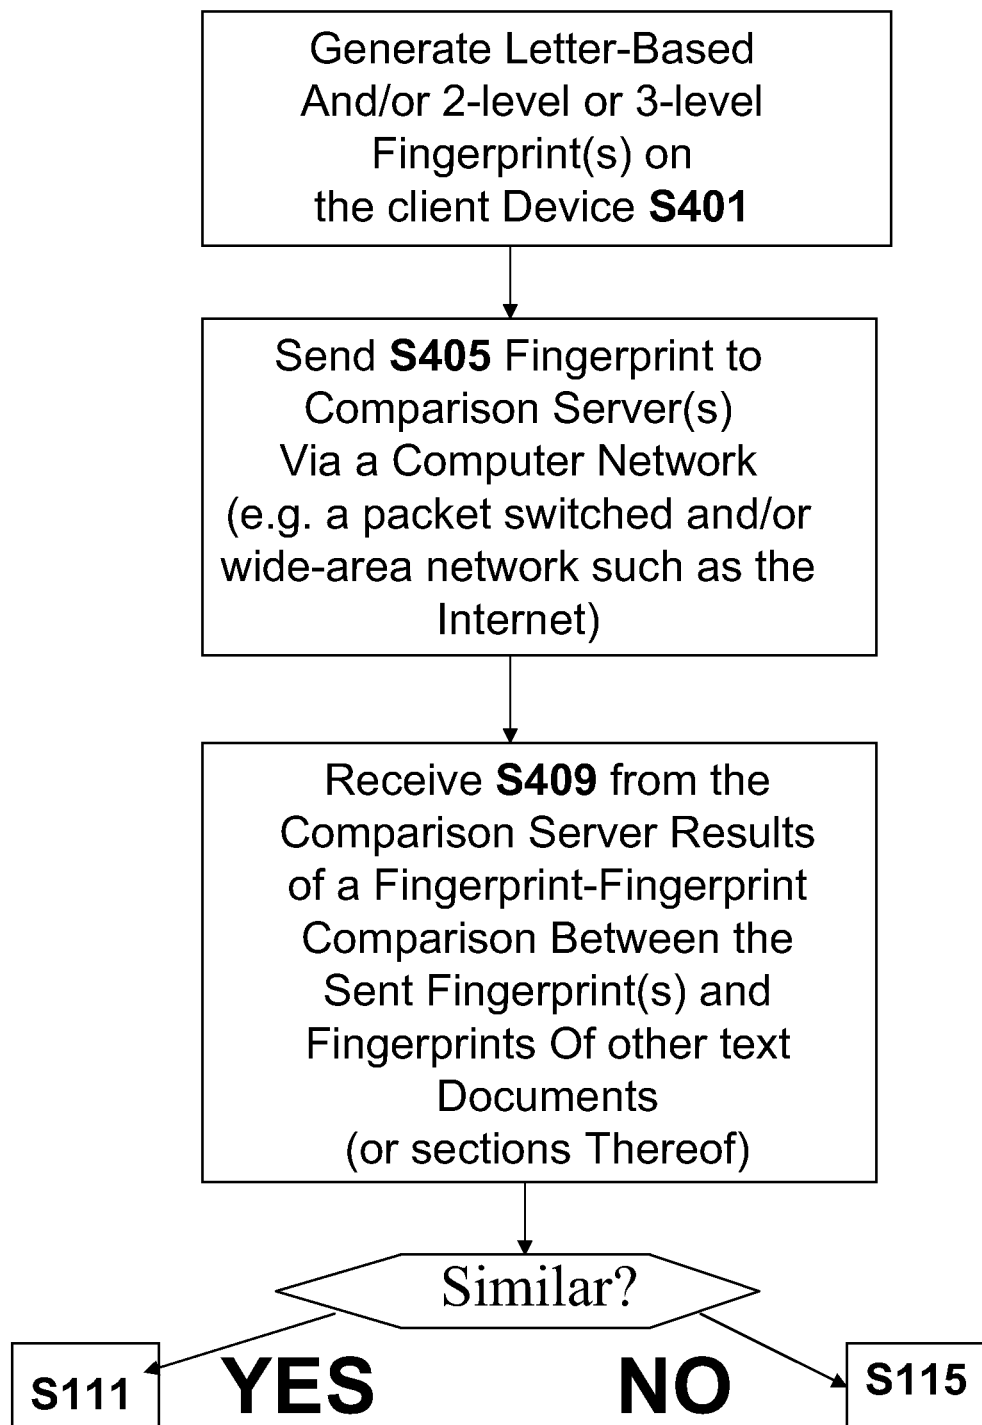 Generate Letter-Based
And/or 2-level or 3-level
Fingerprint(s) on
the client Device S401
Send S405 Fingerprint to
Comparison Server(s)
Via a Computer Network
(e.g. a packet switched and/or
wide-area network such as the
Internet)
Receive S409 from the
Comparison Server Results
of a Fingerprint-Fingerprint
Comparison Between the
Sent Fingerprint(s) and
Fingerprints Of other text
Documents
(or sections Thereof)
Similar?
S111 YES NO S115